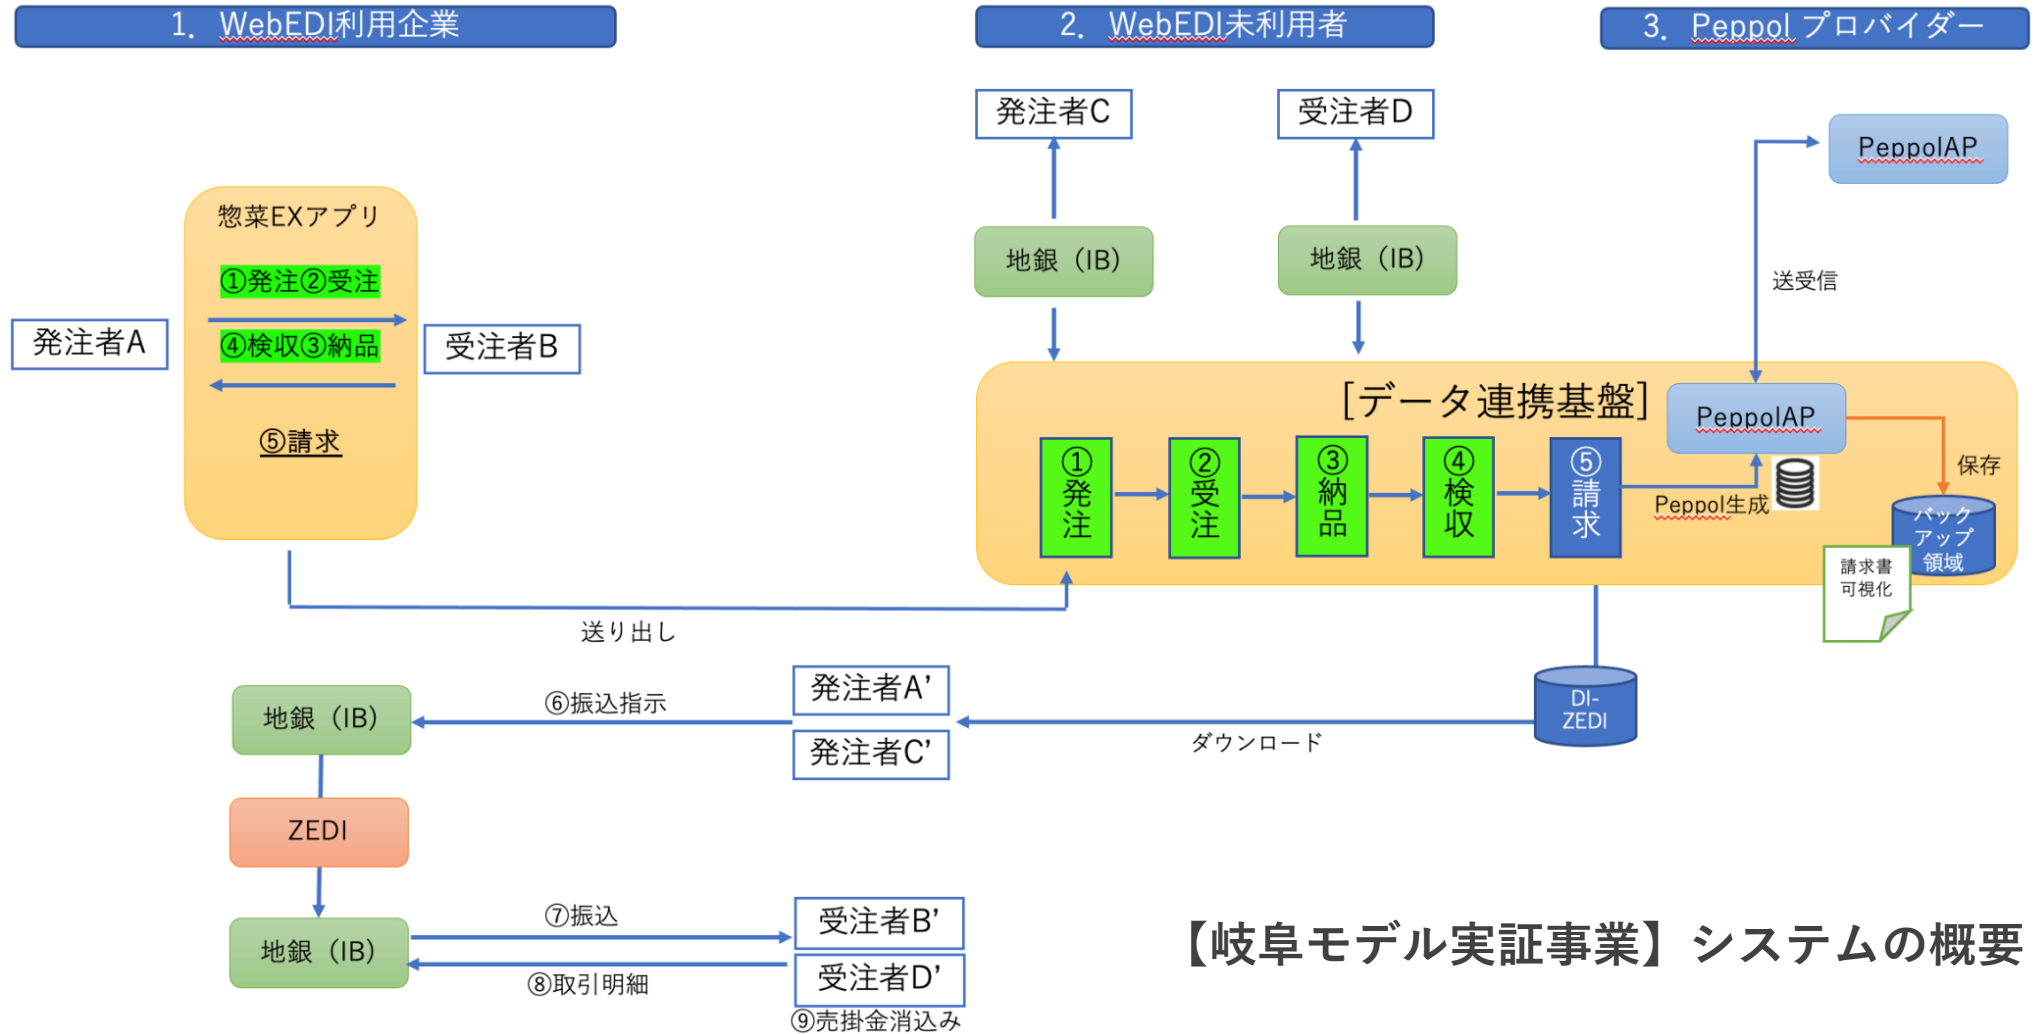 1．WebEDI利用企業
2．WebEDI未利用者
3．Peppol プロバイダー
発注者C
受注者D
PeppolAP
惣菜EXアプリ
地銀（IB）
地銀（IB）
①発注②受注
送受信
発注者A
④検収③納品
受注者B
［データ連携基盤］
PeppolAP
⑤請求
①発注
②受注
③納品
④検収
⑤請求
保存
Peppol生成
バック
アップ
領域
請求書
可視化
送り出し
地銀（IB）
⑥振込指示
発注者A’
発注者C’
ダウンロード
DI-
ZEDI
ZEDI
地銀（IB）
⑦振込
受注者B’
⑧取引明細
受注者D’
⑨売掛金消込み
【岐阜モデル実証事業】システムの概要